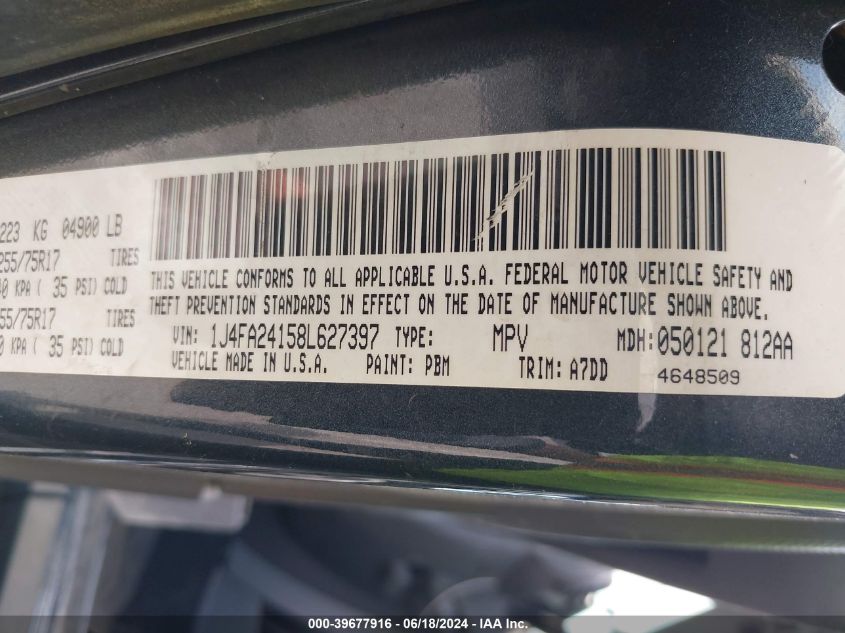 223 KG 04900 LB
255/75R17 TIRES
0 KPA ( 35 PSI) COLD
55/75R17 TIRES
0 KPA ( 35 PSI) COLD
THIS VEHICLE CONFORMS TO ALL APPLICABLE U.S.A. FEDERAL MOTOR VEHICLE SAFETY AND
THEFT PREVENTION STANDARDS IN EFFECT ON THE DATE OF MANUFACTURE SHOWN ABOVE.
VIN: 1J4FA24158L627397 TYPE: MPV MDH: 050121 812AA
VEHICLE MADE IN U.S.A. PAINT: PBM TRIM: A7DD 4648509
000-39677916 - 06/18/2024 - IAA Inc.